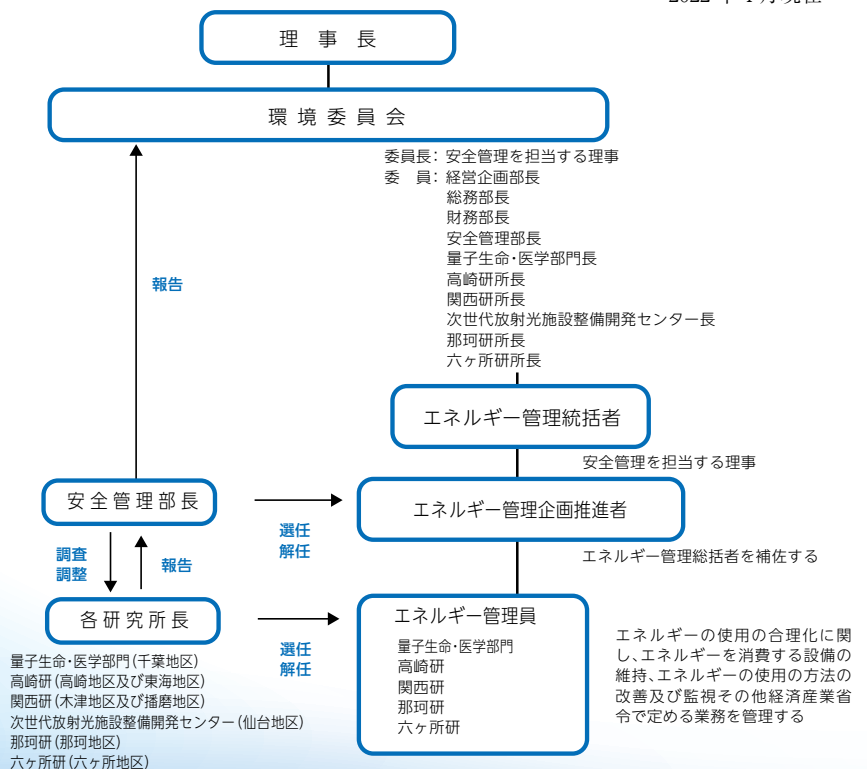 2022 年 4 月現在
理 事 長
環 境 委 員 会
委員長: 安全管理を担当する理事
委　員: 経営企画部長
総務部長
財務部長
安全管理部長
量子生命･医学部門長
高崎研所長
関西研所長
次世代放射光施設整備開発センター長
那珂研所長
六ヶ所研所長
報告
エネルギー管理統括者
安全管理を担当する理事
安 全 管 理 部 長
選任
解任
エネルギー管理企画推進者
エネルギー管理総括者を補佐する
調査
調整
報告
各 研 究 所 長
選任
解任
量子生命･医学部門(千葉地区)
高崎研(高崎地区及び東海地区)
関西研(木津地区及び播磨地区)
次世代放射光施設整備開発センター(仙台地区)
那珂研(那珂地区)
六ヶ所研(六ヶ所地区)
エネルギー管理員
量子生命･医学部門
高崎研
関西研
那珂研
六ヶ所研
エネルギーの使用の合理化に関
し､エネルギーを消費する設備の
維持､エネルギーの使用の方法の
改善及び監視その他経済産業省
令で定める業務を管理する